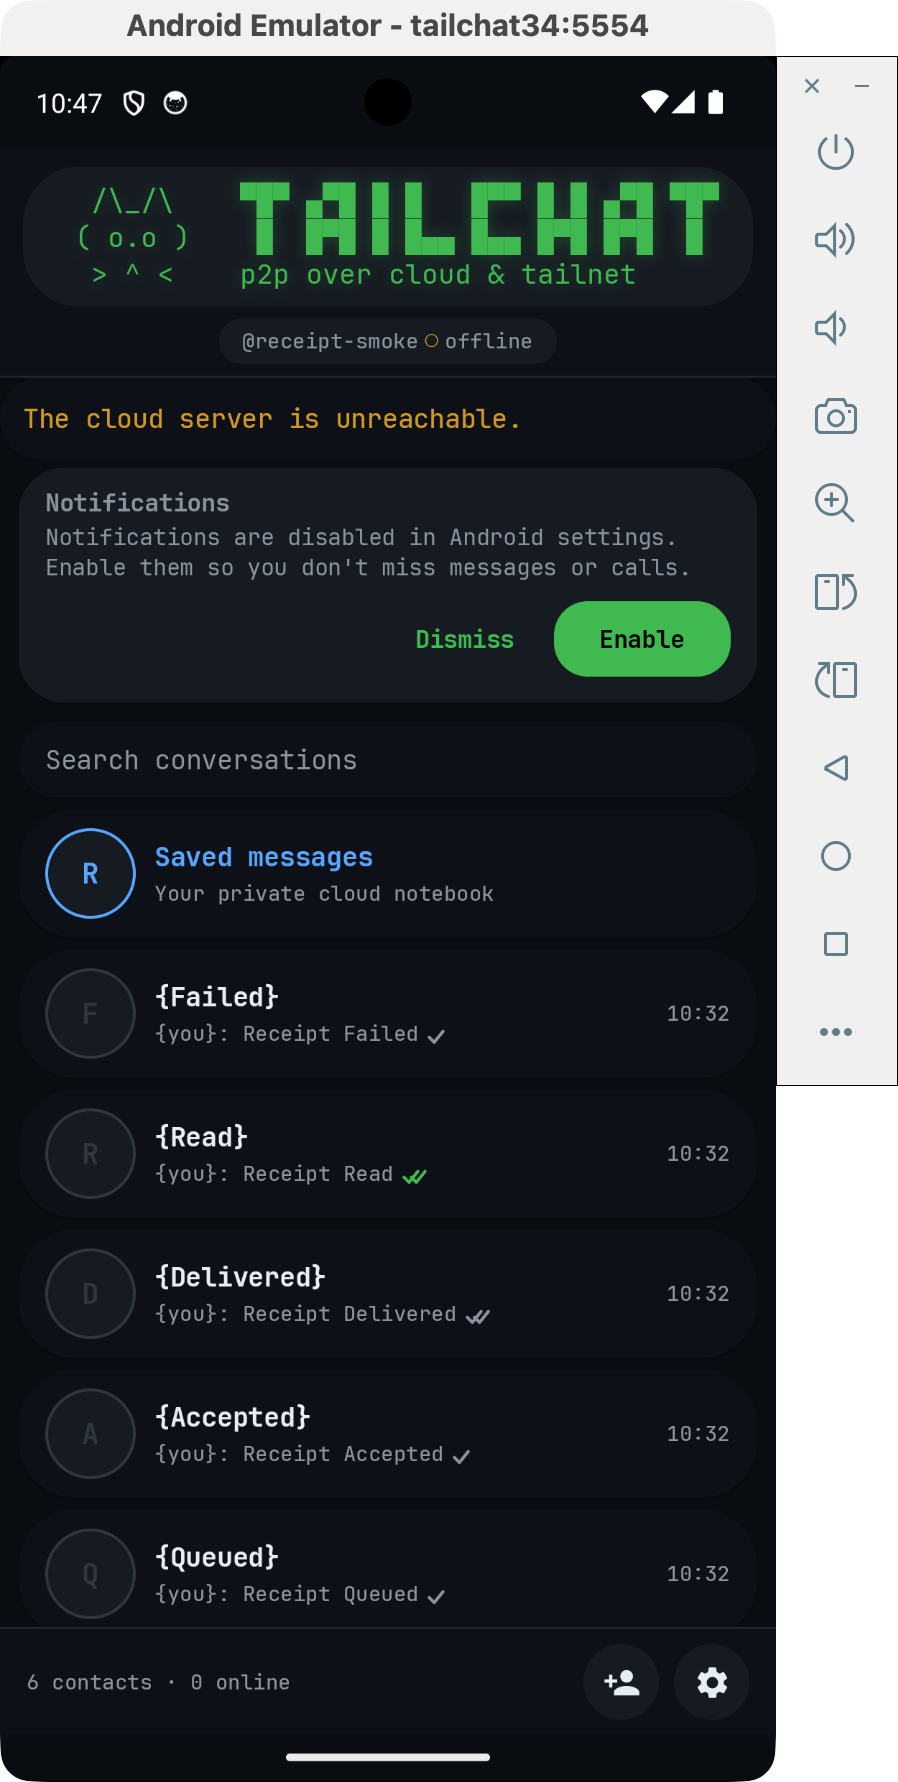 Android Emulator - tailchat34:5554
10:47
/\_/\
( o.o )
> ^ <
TAILCHAT
p2p over cloud & tailnet
@receipt-smoke offline
The cloud server is unreachable.
Notifications
Notifications are disabled in Android settings.
Enable them so you don't miss messages or calls.
Dismiss
Enable
Search conversations
R
Saved messages
Your private cloud notebook
F
{Failed}
{you}: Receipt Failed
10:32
R
{Read}
{you}: Receipt Read
10:32
D
{Delivered}
{you}: Receipt Delivered
10:32
A
{Accepted}
{you}: Receipt Accepted
10:32
Q
{Queued}
{you}: Receipt Queued
10:32
6 contacts · 0 online